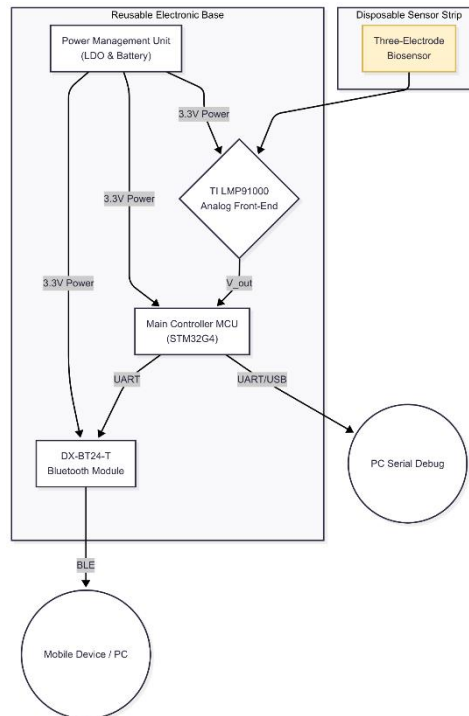 Reusable Electronic Base
Disposable Sensor Strip
Power Management Unit
(LDO & Battery)
Three-Electrode
Biosensor
3.3V Power
TI LMP91000
Analog Front-End
3.3V Power
3.3V Power
V_out
Main Controller MCU
(STM32G4)
UART
UART/USB
DX-BT24-T
Bluetooth Module
PC Serial Debug
BLE
Mobile Device / PC